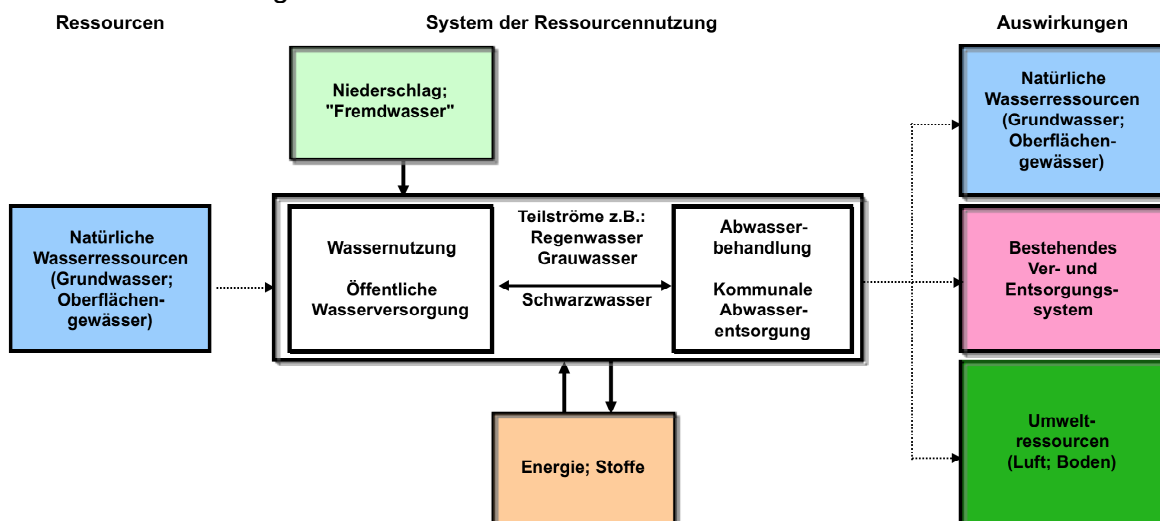 Ressourcen
System der Ressourcennutzung
Auswirkungen
Niederschlag;
"Fremdwasser"
Natürliche
Wasserressourcen
(Grundwasser;
Oberflächen-
gewässer)
Wassernutzung
Öffentliche
Wasserversorgung
Teilströme z.B.:
Regenwasser
Grauwasser
Schwarzwasser
Abwasser-
behandlung
Kommunale
Abwasser-
entsorgung
Energie; Stoffe
Natürliche
Wasserressourcen
(Grundwasser;
Oberflächen-
gewässer)
Bestehendes
Ver- und
Entsorgungs-
system
Umwelt-
ressourcen
(Luft; Boden)